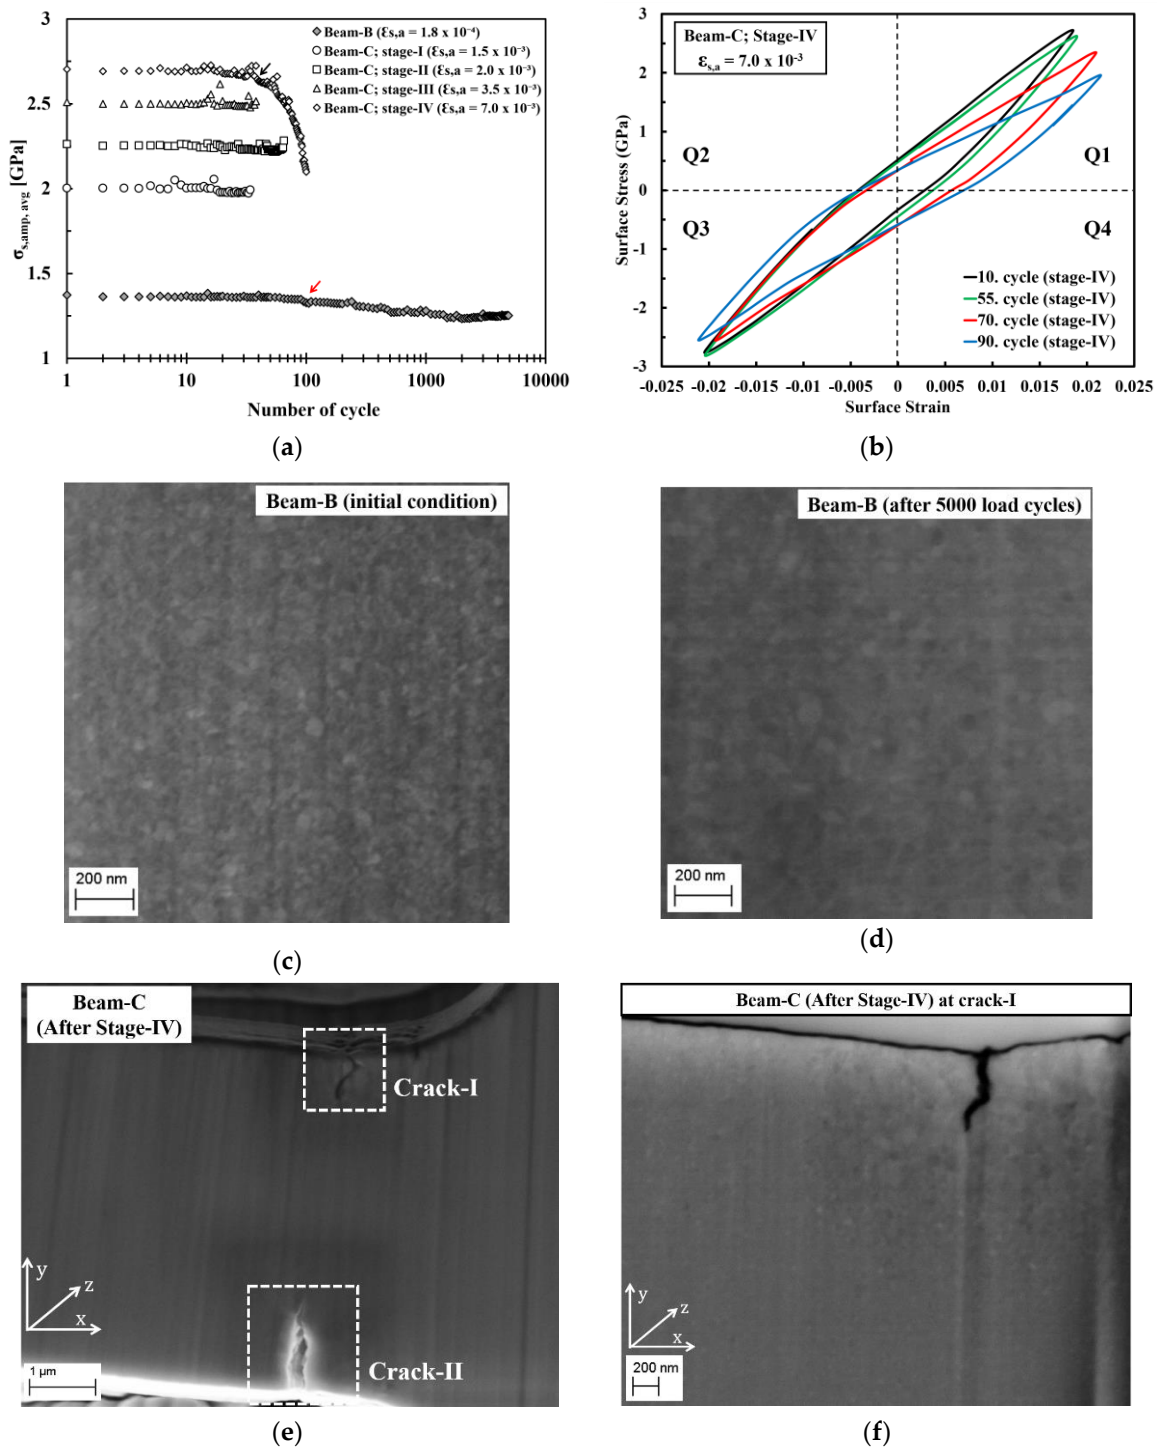 3
2.5
2
1.5
1
1
10
100
1000
10000
σs,amp, avg [GPa]
Number of cycle
Beam-B (Ɛs,a = 1.8 x 10⁻⁴)
Beam-C; stage-I (Ɛs,a = 1.5 x 10⁻³)
Beam-C; stage-II (Ɛs,a = 2.0 x 10⁻³)
Beam-C; stage-III (Ɛs,a = 3.5 x 10⁻³)
Beam-C; stage-IV (Ɛs,a = 7.0 x 10⁻³)
(a)
Beam-C; Stage-IV
εs,a = 7.0 x 10⁻³
3
2
1
0
-1
-2
-3
Surface Stress (GPa)
Q2
Q1
Q3
Q4
10. cycle (stage-IV)
55. cycle (stage-IV)
70. cycle (stage-IV)
90. cycle (stage-IV)
-0.025 -0.02 -0.015 -0.01 -0.005 0 0.005 0.01 0.015 0.02 0.025
Surface Strain
(b)
Beam-B (initial condition)
200 nm
(c)
Beam-B (after 5000 load cycles)
200 nm
(d)
Beam-C
(After Stage-IV)
Crack-I
Crack-II
y
z
x
1 µm
(e)
Beam-C (After Stage-IV) at crack-I
y
z
x
200 nm
(f)